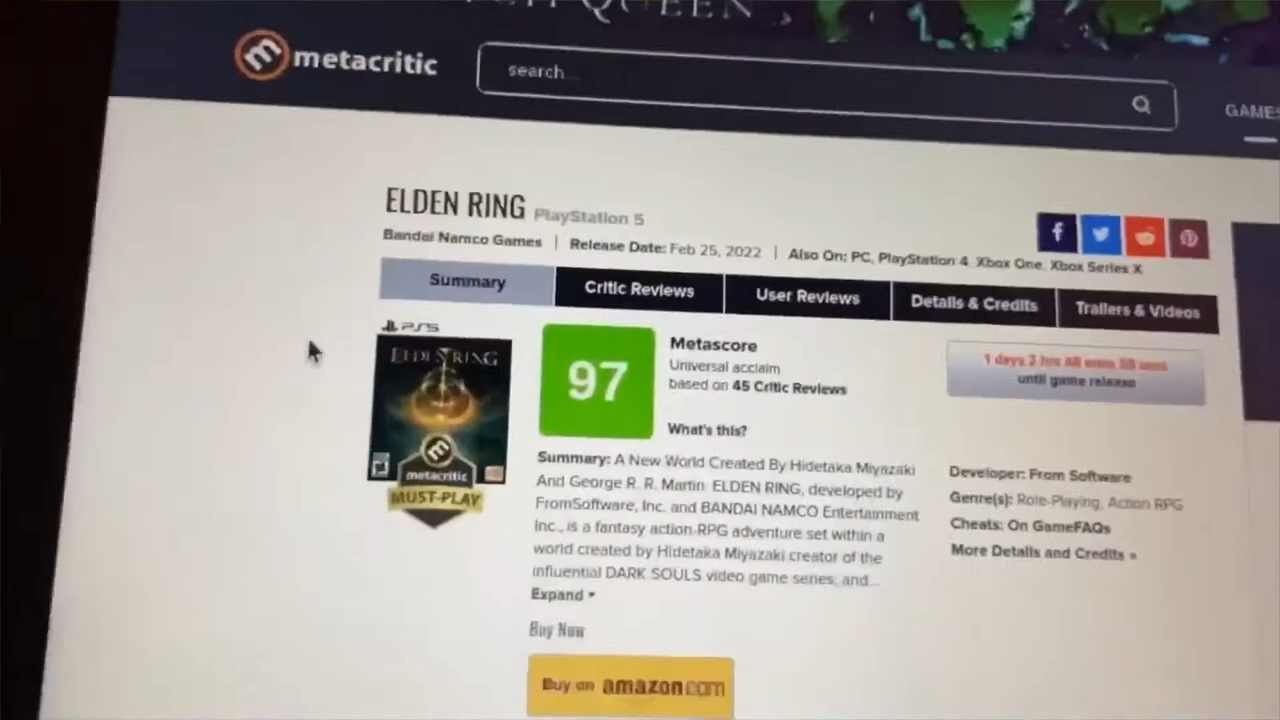 QUEEN
metacritic
search...
GAMES
ELDEN RING PlayStation 5
Bandai Namco Games | Release Date: Feb 25, 2022 | Also On: PC, PlayStation 4, Xbox One, Xbox Series X
Summary
Critic Reviews
User Reviews
Details & Credits
Trailers & Videos
PS5
ELDEN RING
metacritic
MUST-PLAY
97
Metascore
Universal acclaim
based on 45 Critic Reviews
What's this?
until game release
Summary: A New World Created By Hidetaka Miyazaki
And George R. R. Martin. ELDEN RING, developed by
FromSoftware, Inc. and BANDAI NAMCO Entertainment
Inc., is a fantasy action-RPG adventure set within a
world created by Hidetaka Miyazaki creator of the
influential DARK SOULS video game series; and...
Expand
Developer: From Software
Genre(s): Role-Playing, Action RPG
Cheats: On GameFAQs
More Details and Credits »
Buy Now
Buy on amazon.com